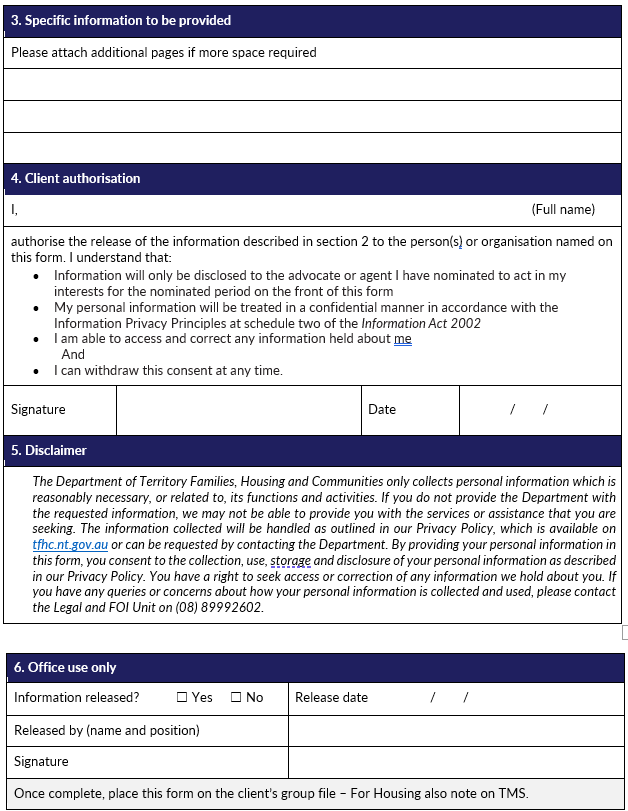 3. Specific information to be provided
Please attach additional pages if more space required
4. Client authorisation
I, (Full name)
authorise the release of the information described in section 2 to the person(s) or organisation named on
this form. I understand that:
• Information will only be disclosed to the advocate or agent I have nominated to act in my
interests for the nominated period on the front of this form
• My personal information will be treated in a confidential manner in accordance with the
Information Privacy Principles at schedule two of the Information Act 2002
• I am able to access and correct any information held about me
And
• I can withdraw this consent at any time.
Signature Date / /
5. Disclaimer
The Department of Territory Families, Housing and Communities only collects personal information which is
reasonably necessary, or related to, its functions and activities. If you do not provide the Department with
the requested information, we may not be able to provide you with the services or assistance that you are
seeking. The information collected will be handled as outlined in our Privacy Policy, which is available on
tfhc.nt.gov.au or can be requested by contacting the Department. By providing your personal information in
this form, you consent to the collection, use, storage and disclosure of your personal information as described
in our Privacy Policy. You have a right to seek access or correction of any information we hold about you. If
you have any queries or concerns about how your personal information is collected and used, please contact
the Legal and FOI Unit on (08) 89992602.
6. Office use only
Information released? ☐ Yes ☐ No Release date / /
Released by (name and position)
Signature
Once complete, place this form on the client's group file – For Housing also note on TMS.